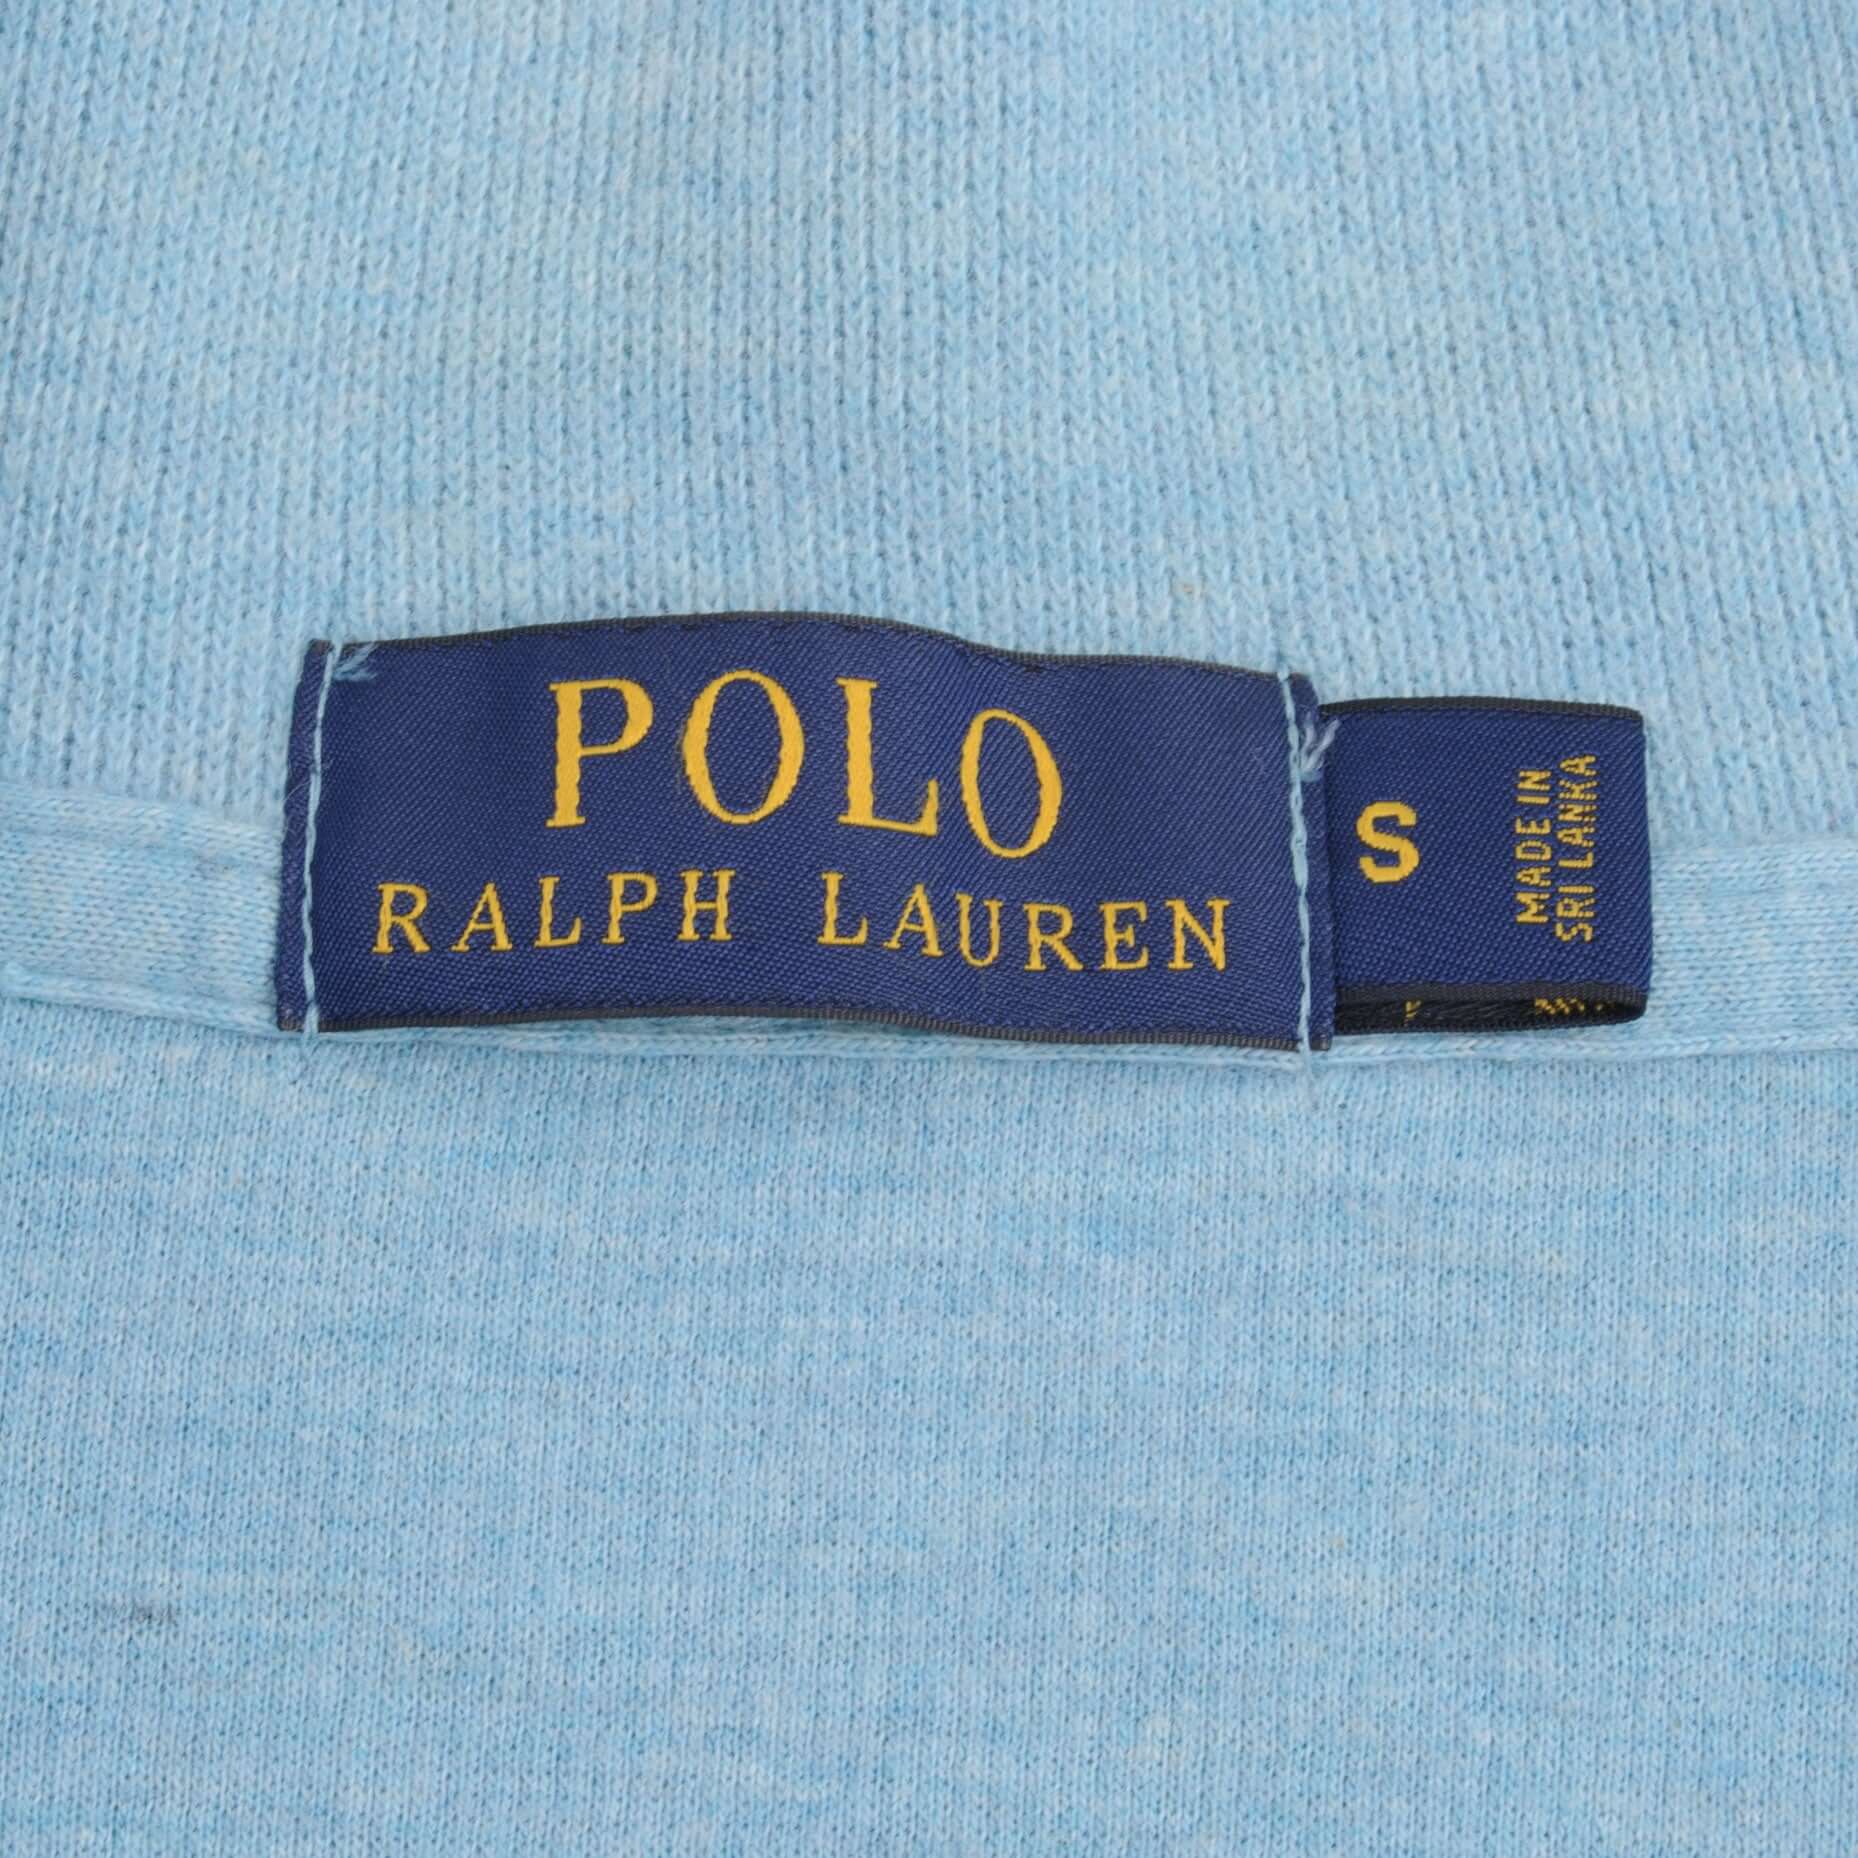 POLO
RALPH LAUREN
S
MADE IN
SRI LANKA